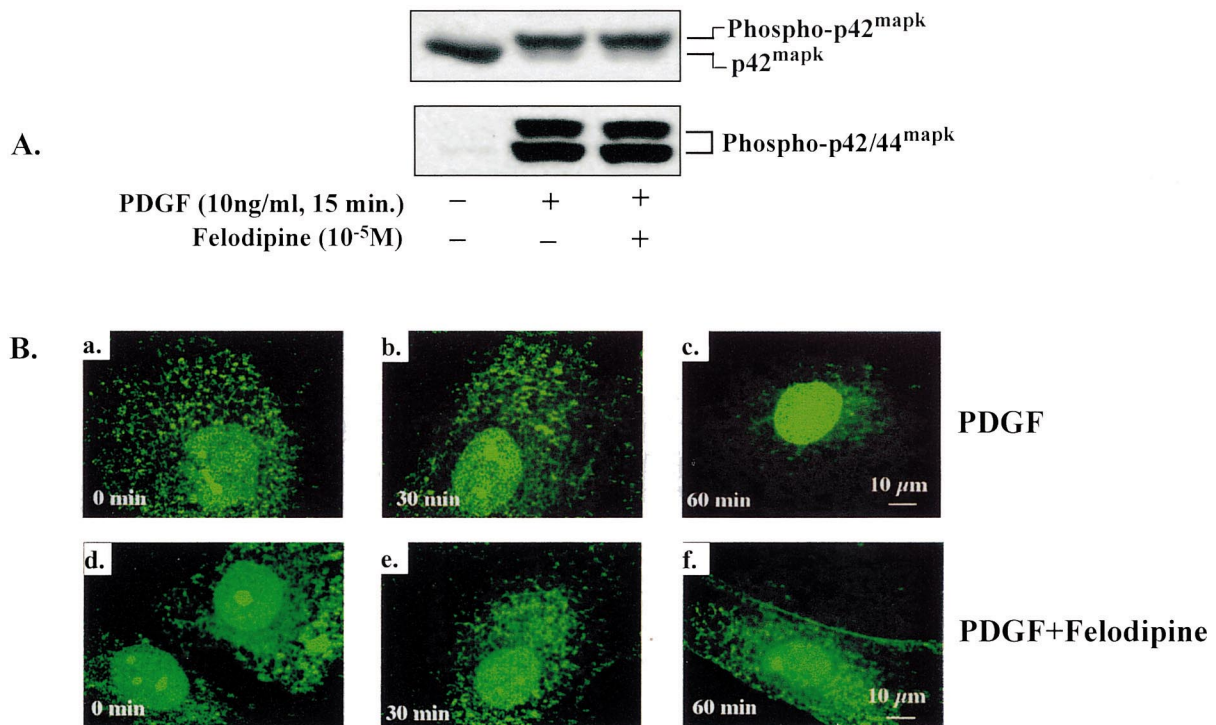 Phospho-p42mapk
p42mapk
A.
Phospho-p42/44mapk
PDGF (10ng/ml, 15 min.) – + +
Felodipine (10-5M) – – +
B.
a.
b.
c.
0 min
30 min
60 min
10 µm
PDGF
d.
e.
f.
0 min
30 min
60 min
10 µm
PDGF+Felodipine